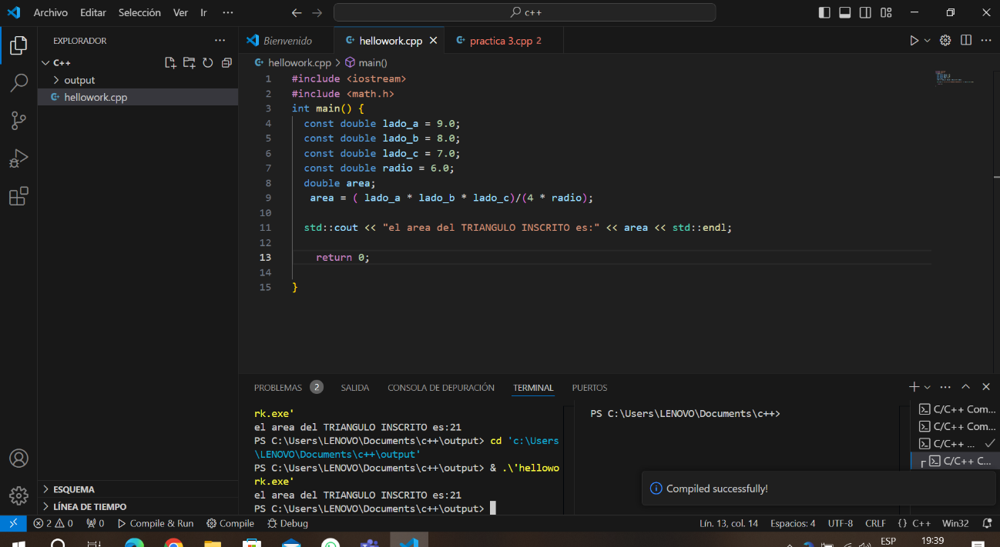 Archivo Editar Selección Ver Ir ··· c++
EXPLORADOR ···
C++
output
hellowork.cpp
Bienvenido hellowork.cpp practica 3.cpp 2
hellowork.cpp > main()
1 #include <iostream>
2 #include <math.h>
3 int main() {
4 const double lado_a = 9.0;
5 const double lado_b = 8.0;
6 const double lado_c = 7.0;
7 const double radio = 6.0;
8 double area;
9 area = ( lado_a * lado_b * lado_c)/(4 * radio);
10
11 std::cout << "el area del TRIANGULO INSCRITO es:" << area << std::endl;
12
13 return 0;
14
15 }
PROBLEMAS 2 SALIDA CONSOLA DE DEPURACIÓN TERMINAL PUERTOS
rk.exe'
el area del TRIANGULO INSCRITO es:21
PS C:\Users\LENOVO\Documents\c++\output> cd 'c:\Users
\LENOVO\Documents\c++\output'
PS C:\Users\LENOVO\Documents\c++\output> & .\'hellowo
rk.exe'
el area del TRIANGULO INSCRITO es:21
PS C:\Users\LENOVO\Documents\c++\output>
PS C:\Users\LENOVO\Documents\c++>
C/C++ Com...
C/C++ Com...
C/C++ ...
C/C++ C...
Compiled successfully!
ESQUEMA
LÍNEA DE TIEMPO
2 0 0 Compile & Run Compile Debug Lín. 13, col. 14 Espacios: 4 UTF-8 CRLF {} C++ Win32
ESP 19:39